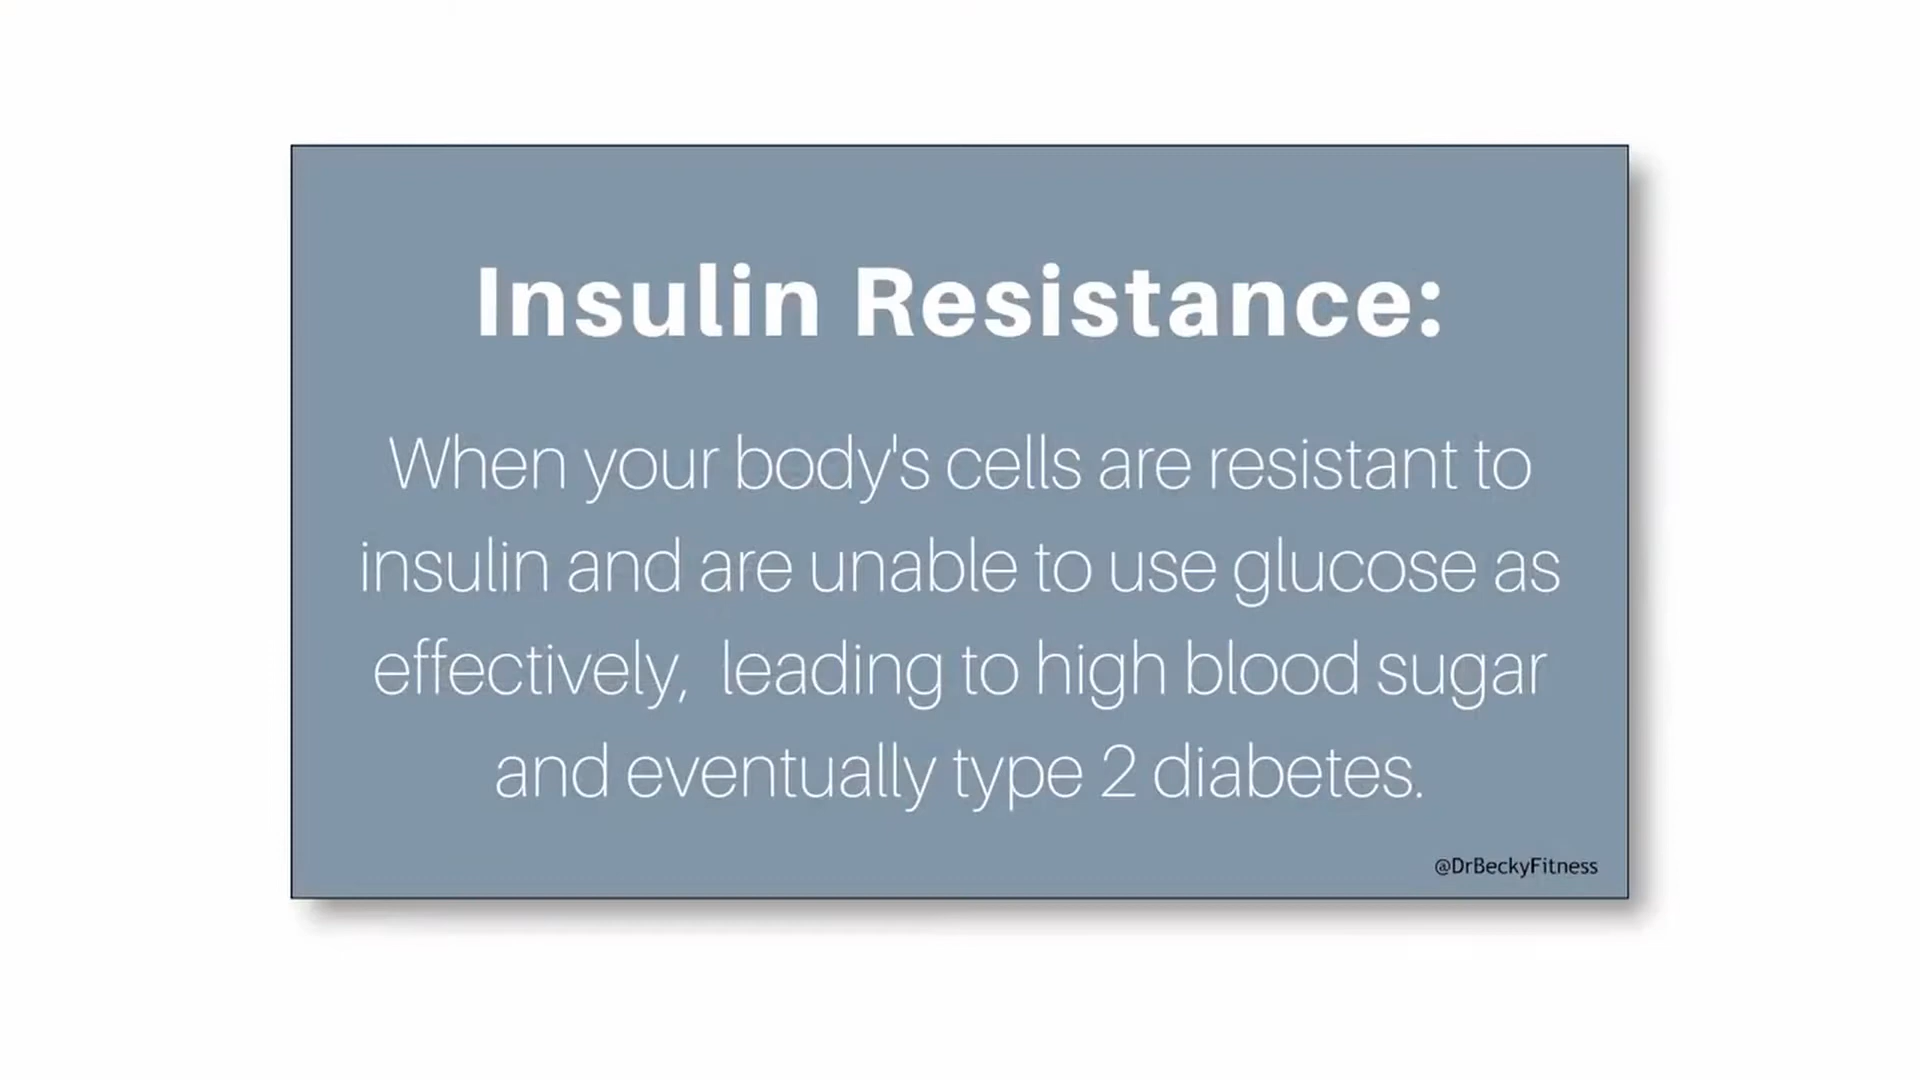 Insulin Resistance:
When your body's cells are resistant to
insulin and are unable to use glucose as
effectively,  leading to high blood sugar
and eventually type 2 diabetes.
@DrBeckyFitness